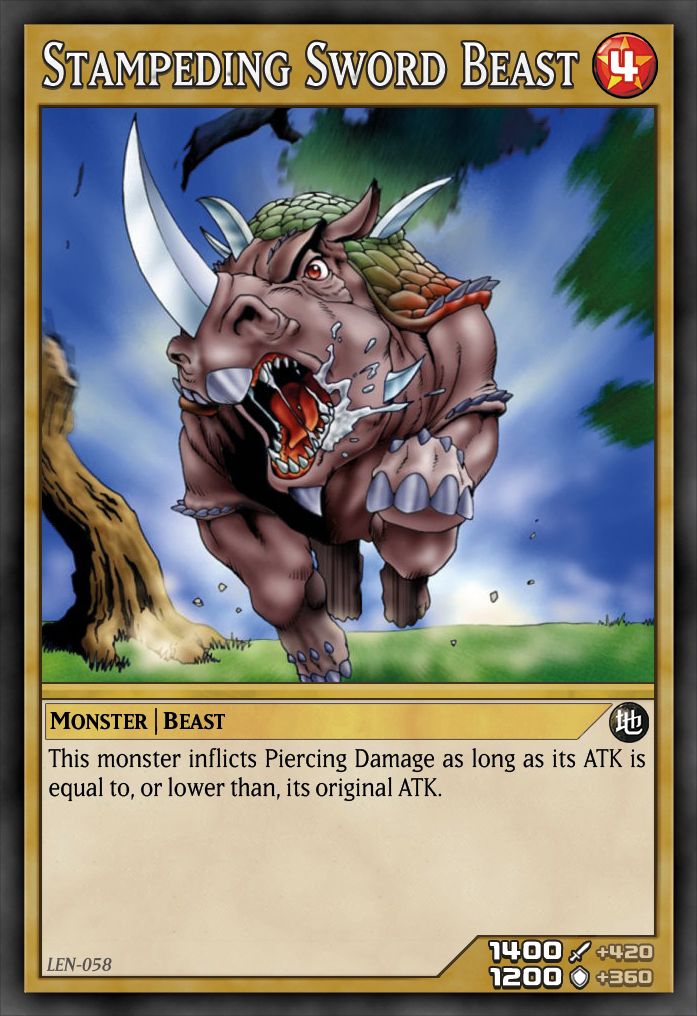 Stampeding Sword Beast
4
Monster | Beast
This monster inflicts Piercing Damage as long as its ATK is
equal to, or lower than, its original ATK.
LEN-058
1400 +420
1200 +360